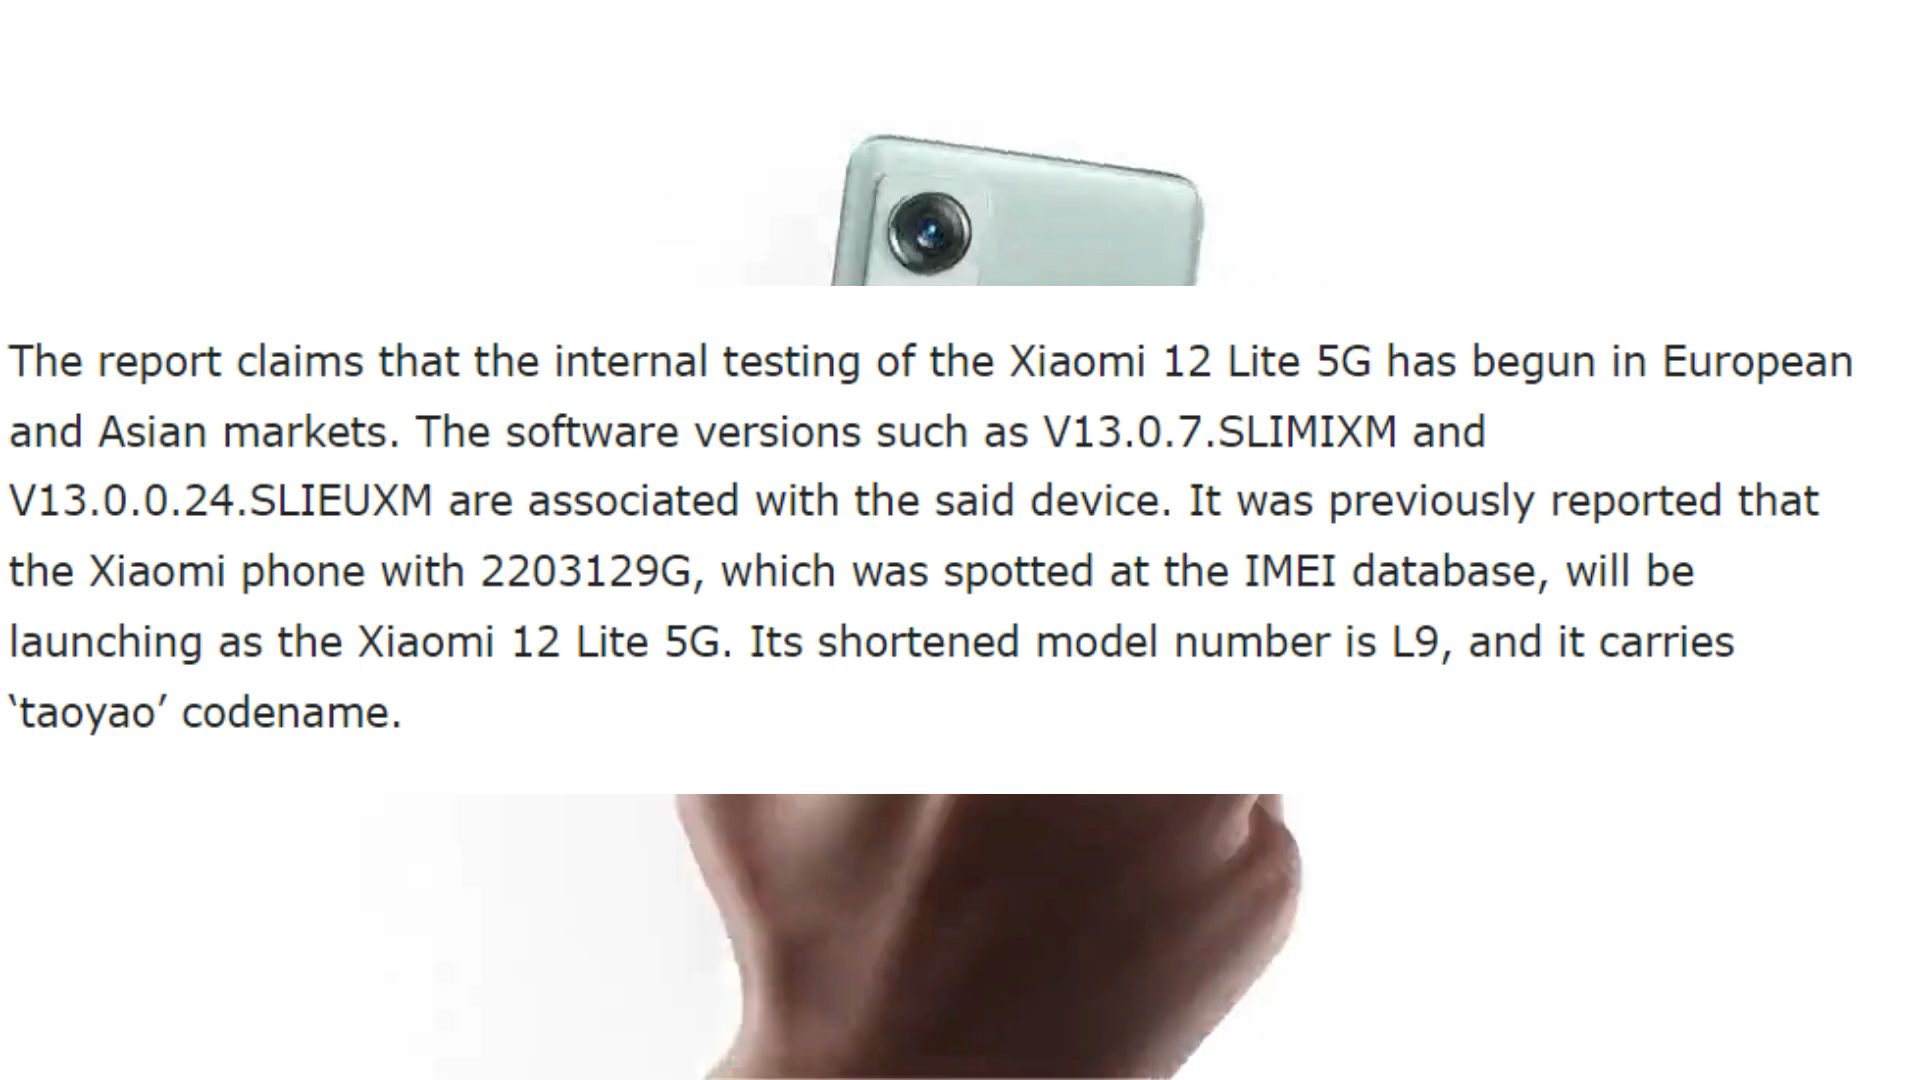 The report claims that the internal testing of the Xiaomi 12 Lite 5G has begun in European
and Asian markets. The software versions such as V13.0.7.SLIMIXM and
V13.0.0.24.SLIEUXM are associated with the said device. It was previously reported that
the Xiaomi phone with 2203129G, which was spotted at the IMEI database, will be
launching as the Xiaomi 12 Lite 5G. Its shortened model number is L9, and it carries
‘taoyao’ codename.